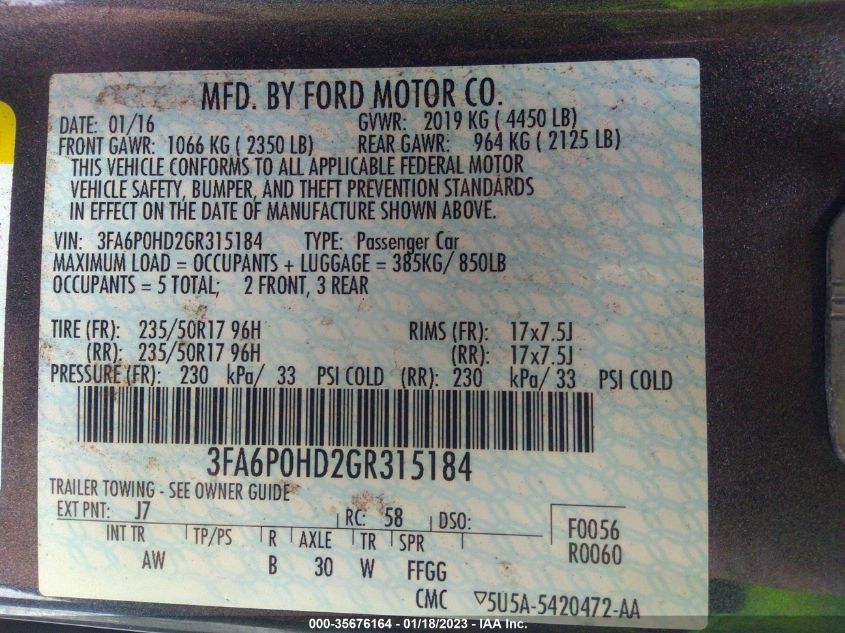 MFD. BY FORD MOTOR CO.
DATE: 01/16 GVWR: 2019 KG ( 4450 LB)
FRONT GAWR: 1066 KG ( 2350 LB) REAR GAWR: 964 KG ( 2125 LB)
THIS VEHICLE CONFORMS TO ALL APPLICABLE FEDERAL MOTOR
VEHICLE SAFETY, BUMPER, AND THEFT PREVENTION STANDARDS
IN EFFECT ON THE DATE OF MANUFACTURE SHOWN ABOVE.
VIN: 3FA6P0HD2GR315184 TYPE: Passenger Car
MAXIMUM LOAD = OCCUPANTS + LUGGAGE = 385KG/ 850LB
OCCUPANTS = 5 TOTAL; 2 FRONT, 3 REAR
TIRE (FR): 235/50R17 96H RIMS (FR): 17x7.5J
(RR): 235/50R17 96H (RR): 17x7.5J
PRESSURE (FR): 230 kPa/ 33 PSI COLD (RR): 230 kPa/ 33 PSI COLD
3FA6P0HD2GR315184
TRAILER TOWING - SEE OWNER GUIDE
EXT PNT: J7 RC: 58 DSO: F0056
INT TR TP/PS R AXLE TR SPR R0060
AW B 30 W FFGG
CMC ▽5U5A-5420472-AA
000-35676164 - 01/18/2023 - IAA Inc.